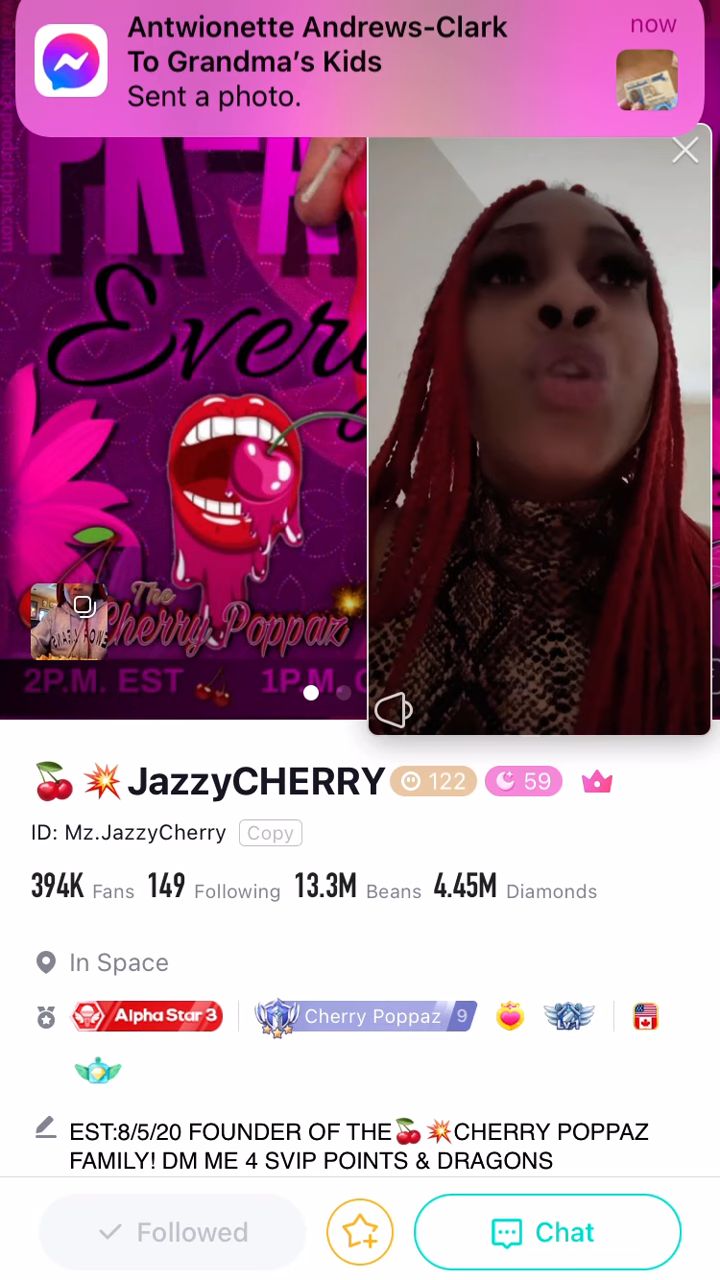 Antwionette Andrews-Clark
now
To Grandma's Kids
Sent a photo.
Every
The
Cherry Poppaz
2P.M. EST
1P.M.
🍒 💥JazzyCHERRY 122 59
ID: Mz.JazzyCherry Copy
394K Fans 149 Following 13.3M Beans 4.45M Diamonds
In Space
Alpha Star 3 Cherry Poppaz 9
EST:8/5/20 FOUNDER OF THE🍒💥CHERRY POPPAZ
FAMILY! DM ME 4 SVIP POINTS & DRAGONS
Followed Chat